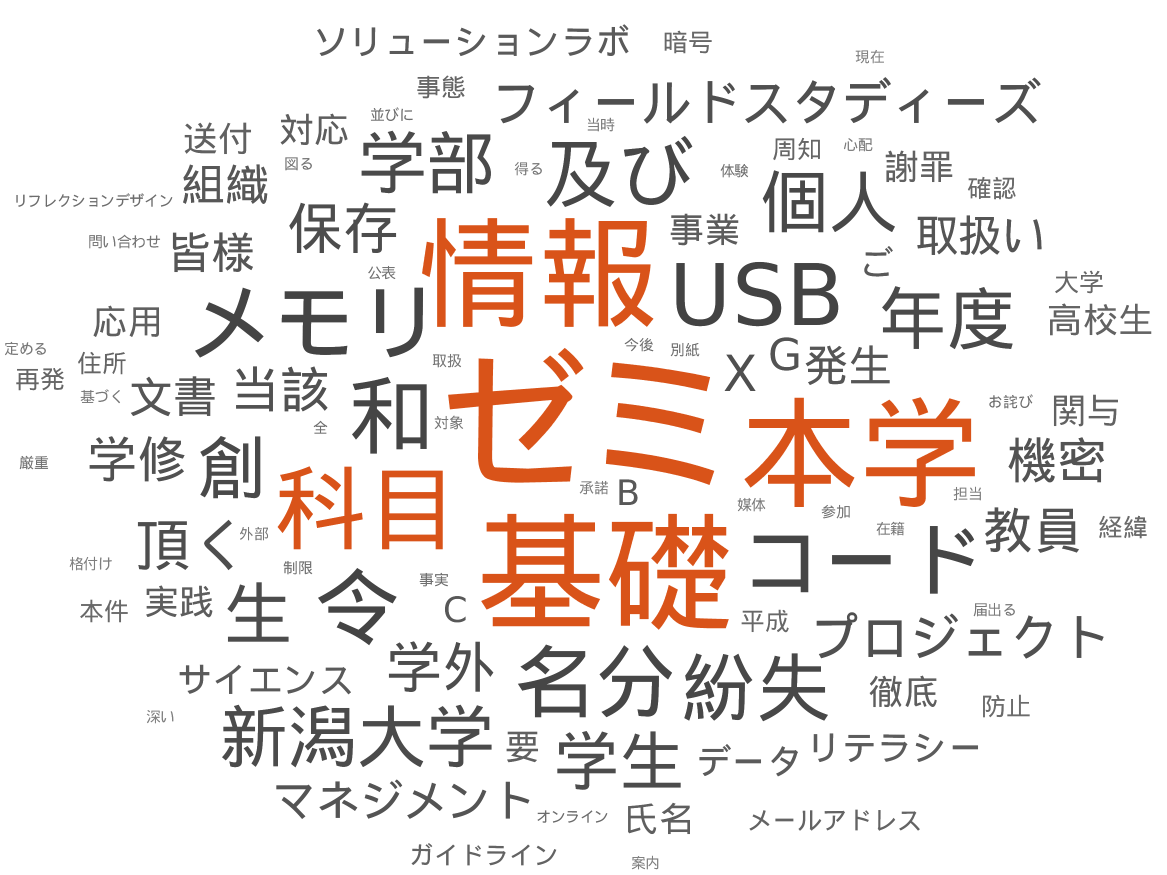 ソリューションラボ
暗号
現在
事態
フィールドスタディーズ
並びに
当時
送付
対応
図る
学部
得る
及び
体験
周知
心配
謝罪
確認
リフレクションデザイン
組織
保存
情報
事業
個人
取扱い
問い合わせ
皆様
公表
USB
ご
大学
メモリ
年度
高校生
応用
定める
住所
取扱
今後
別紙
X
G
発生
再発
基づく
文書
当該
和
ゼミ
お詫び
関与
全
対象
本学
厳重
学修
創
科目
承諾
B
媒体
参加
担当
機密
在籍
頂く
外部
基礎
コード
教員
経緯
格付け
制限
事実
本件
実践
生
令
C
平成
届出る
プロジェクト
サイエンス
学外
名分
紛失
徹底
深い
防止
新潟大学
要
学生
データ
リテラシー
マネジメント
オンライン
氏名
メールアドレス
ガイドライン
案内